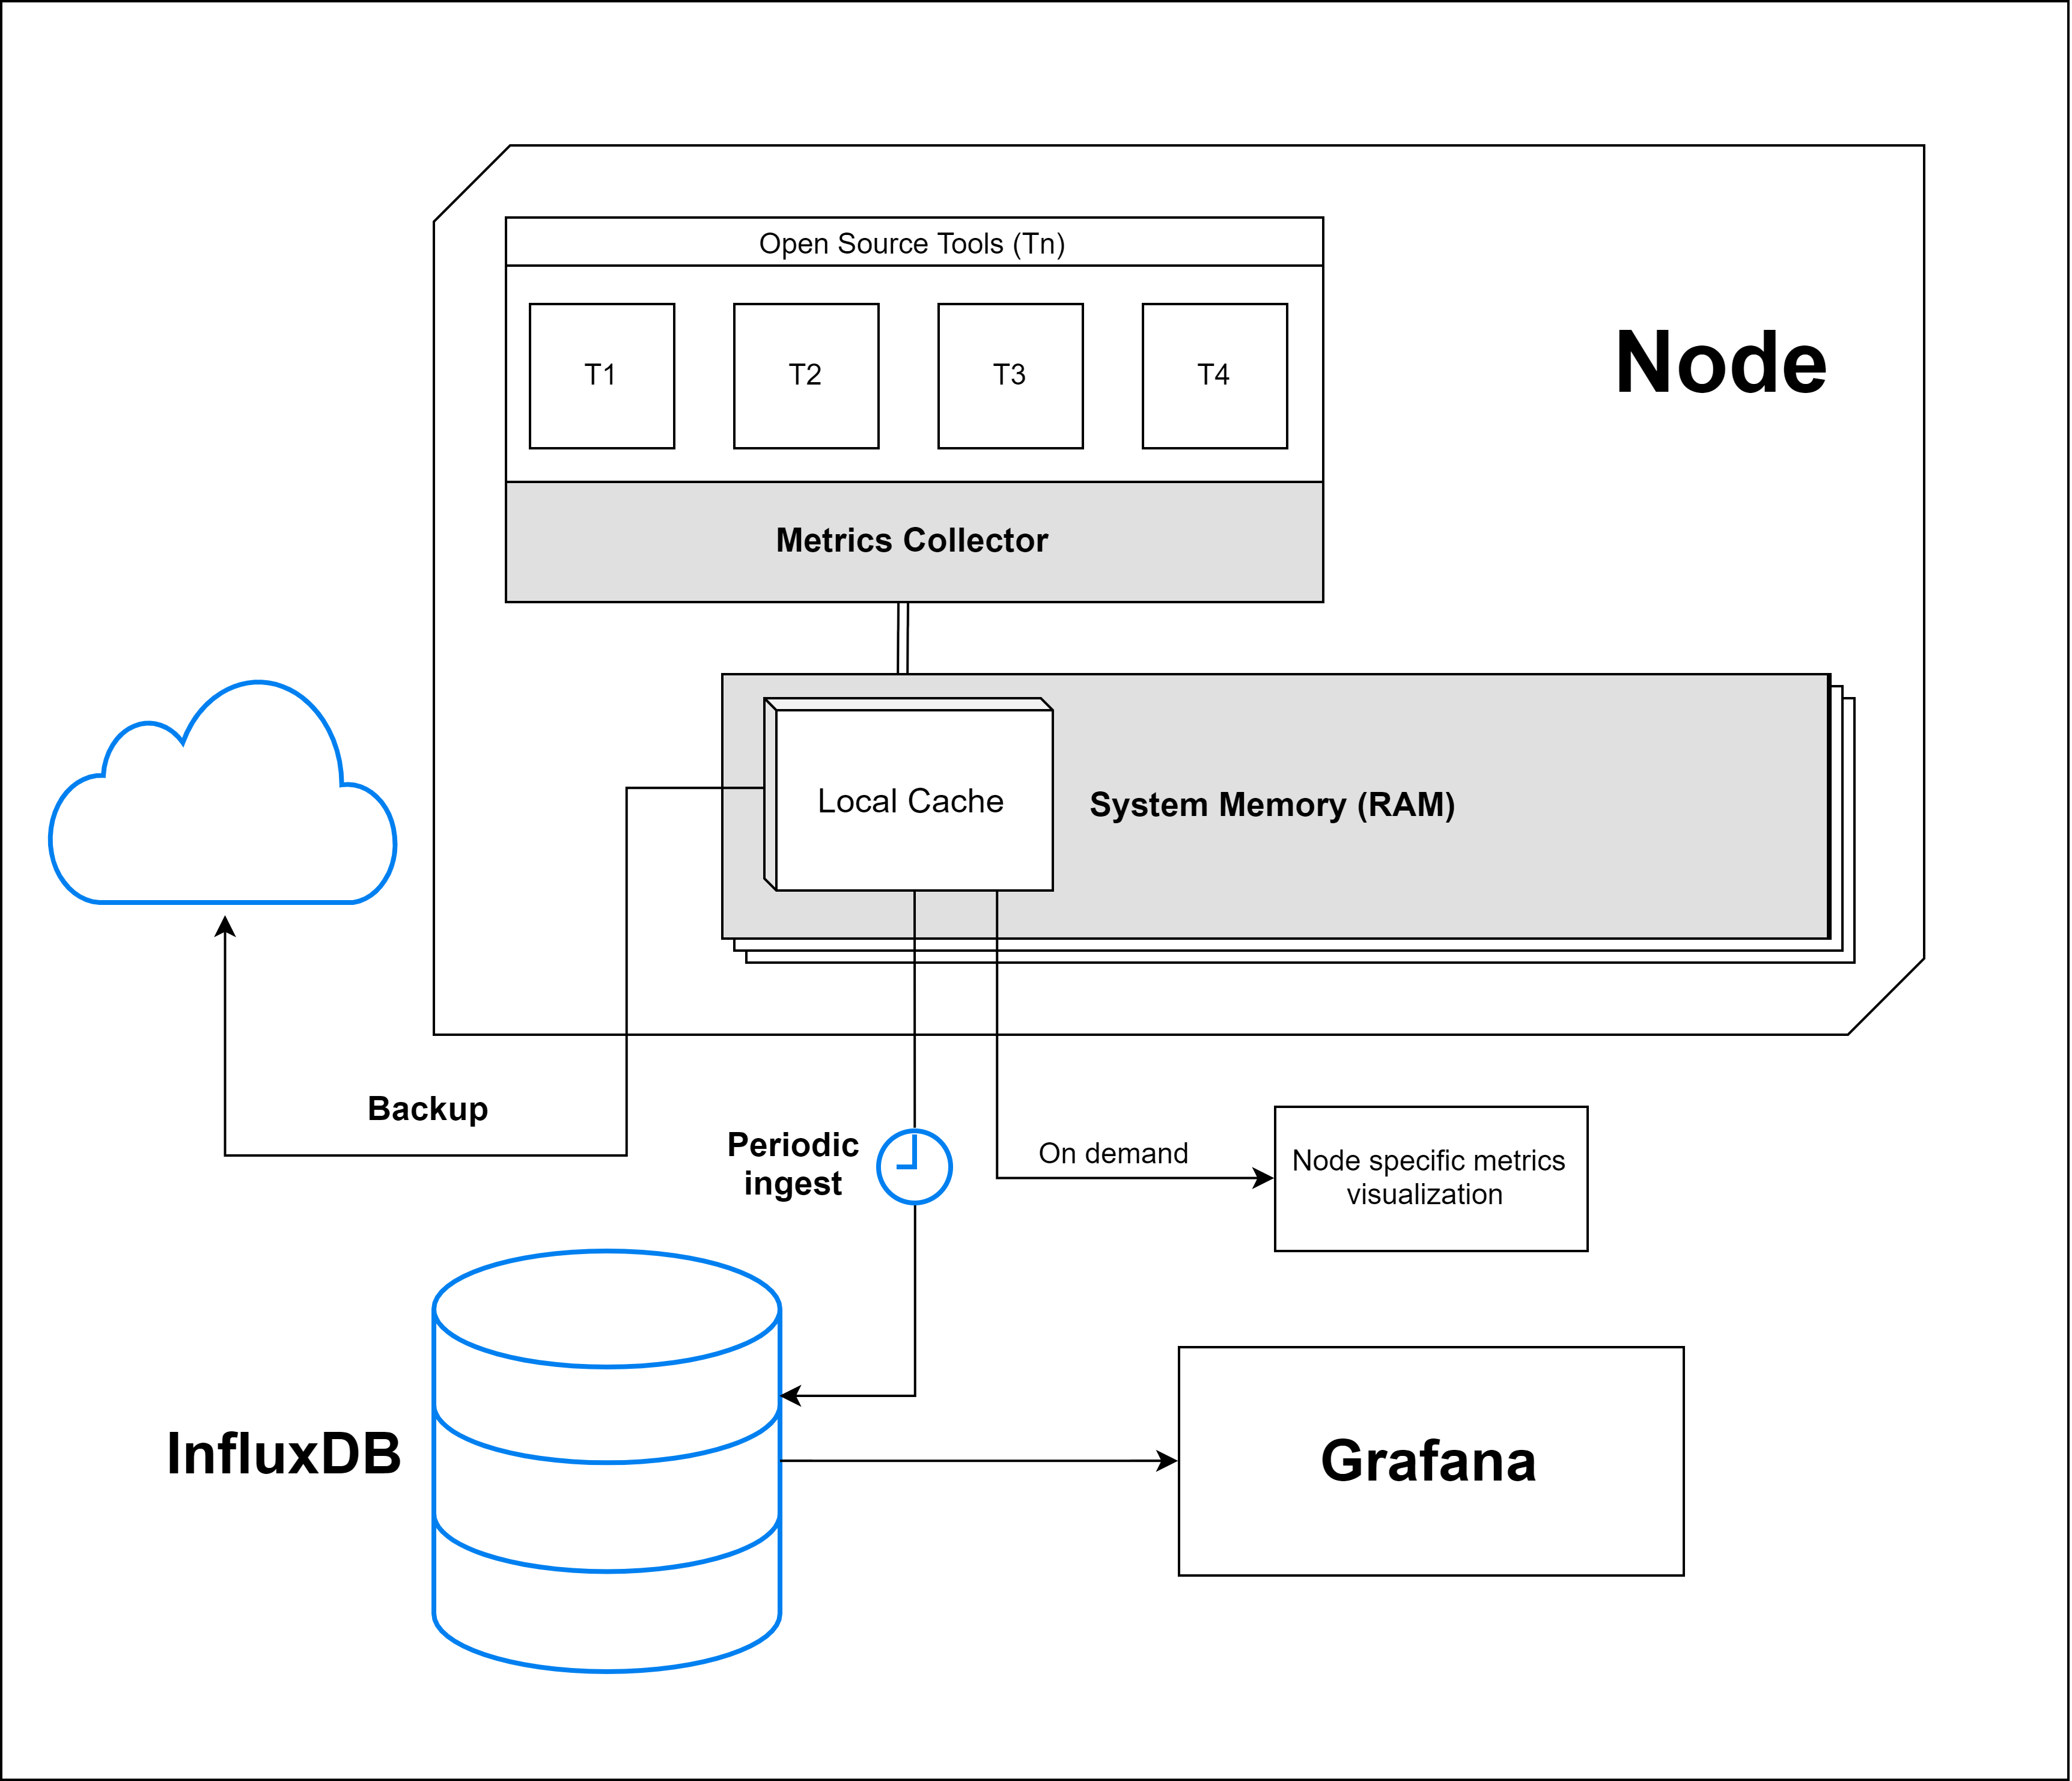 Open Source Tools (Tn)
T1
T2
T3
T4
Node
Metrics Collector
Local Cache
System Memory (RAM)
Backup
Periodic
ingest
On demand
Node specific metrics
visualization
InfluxDB
Grafana